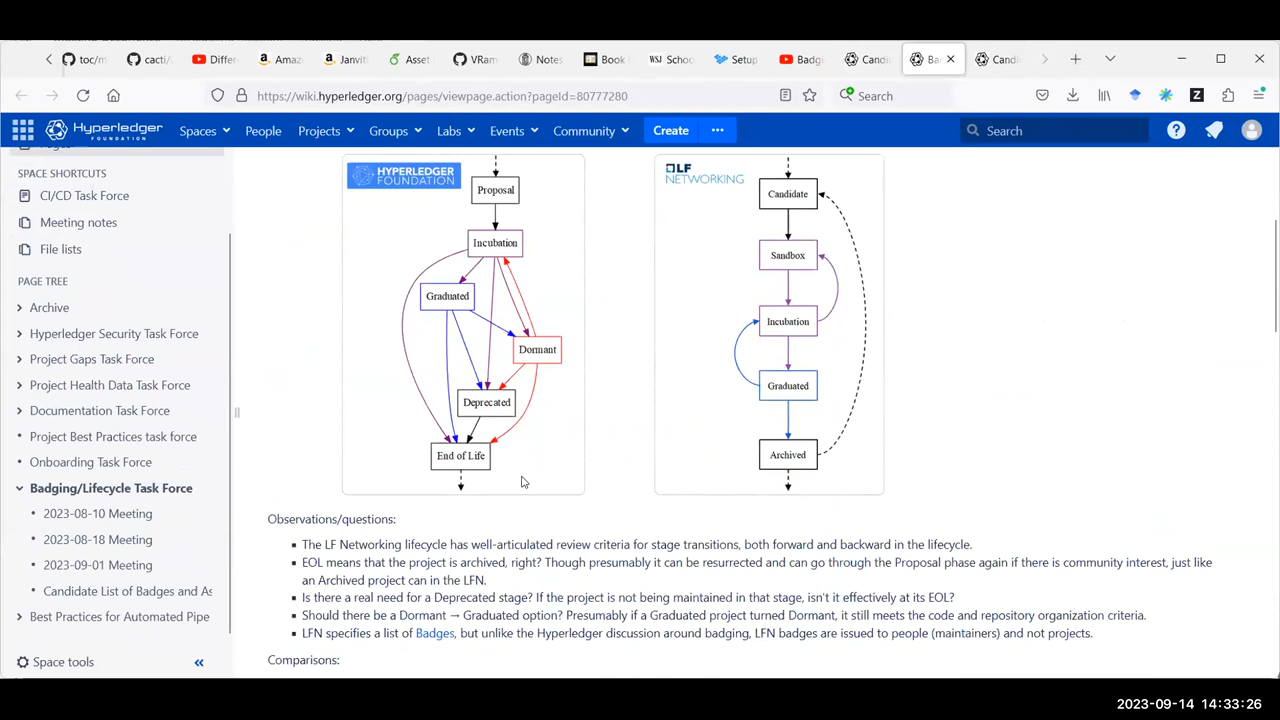 toc/m
cacti/
Differ
Amaz
Janvit
Asset
VRam
Notes
Book
WSJ Schoo
Setup
Badgi
Candi
Ba
Candi
https://wiki.hyperledger.org/pages/viewpage.action?pageId=80777280
Search
Z
HYPERLEDGER
FOUNDATION
Spaces
People
Projects
Groups
Labs
Events
Community
Create
Search
SPACE SHORTCUTS
CI/CD Task Force
Meeting notes
File lists
PAGE TREE
Archive
Hyperledger Security Task Force
Project Gaps Task Force
Project Health Data Task Force
Documentation Task Force
Project Best Practices task force
Onboarding Task Force
Badging/Lifecycle Task Force
2023-08-10 Meeting
2023-08-18 Meeting
2023-09-01 Meeting
Candidate List of Badges and As
Best Practices for Automated Pipe
Space tools
HYPERLEDGER
FOUNDATION
Proposal
Incubation
Graduated
Dormant
Deprecated
End of Life
LF
NETWORKING
Candidate
Sandbox
Incubation
Graduated
Archived
Observations/questions:
The LF Networking lifecycle has well-articulated review criteria for stage transitions, both forward and backward in the lifecycle.
EOL means that the project is archived, right? Though presumably it can be resurrected and can go through the Proposal phase again if there is community interest, just like
an Archived project can in the LFN.
Is there a real need for a Deprecated stage? If the project is not being maintained in that stage, isn't it effectively at its EOL?
Should there be a Dormant → Graduated option? Presumably if a Graduated project turned Dormant, it still meets the code and repository organization criteria.
LFN specifies a list of Badges, but unlike the Hyperledger discussion around badging, LFN badges are issued to people (maintainers) and not projects.
Comparisons:
2023-09-14 14:33:26